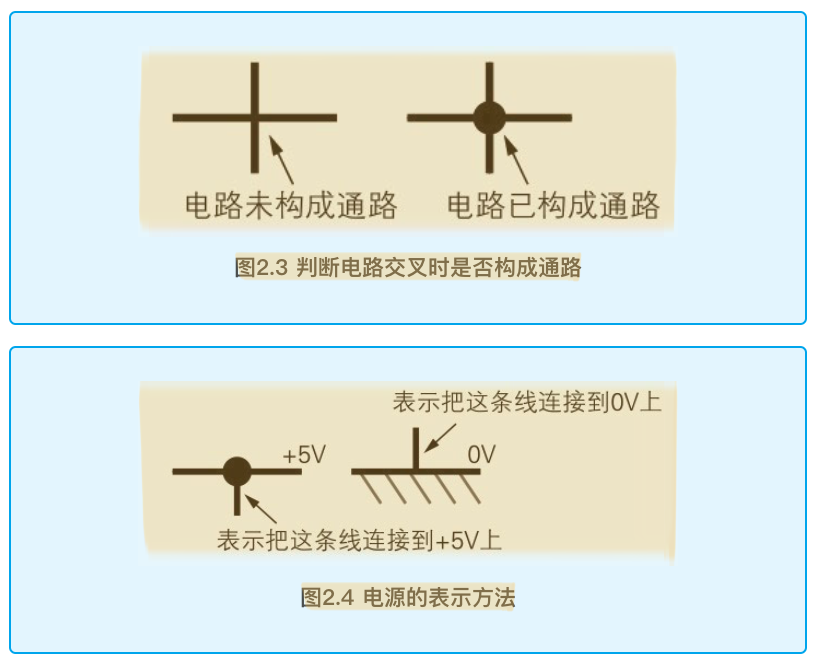 电路未构成通路 电路已构成通路
图2.3 判断电路交叉时是否构成通路
表示把这条线连接到0V上
+5V 0V
表示把这条线连接到+5V上
图2.4 电源的表示方法